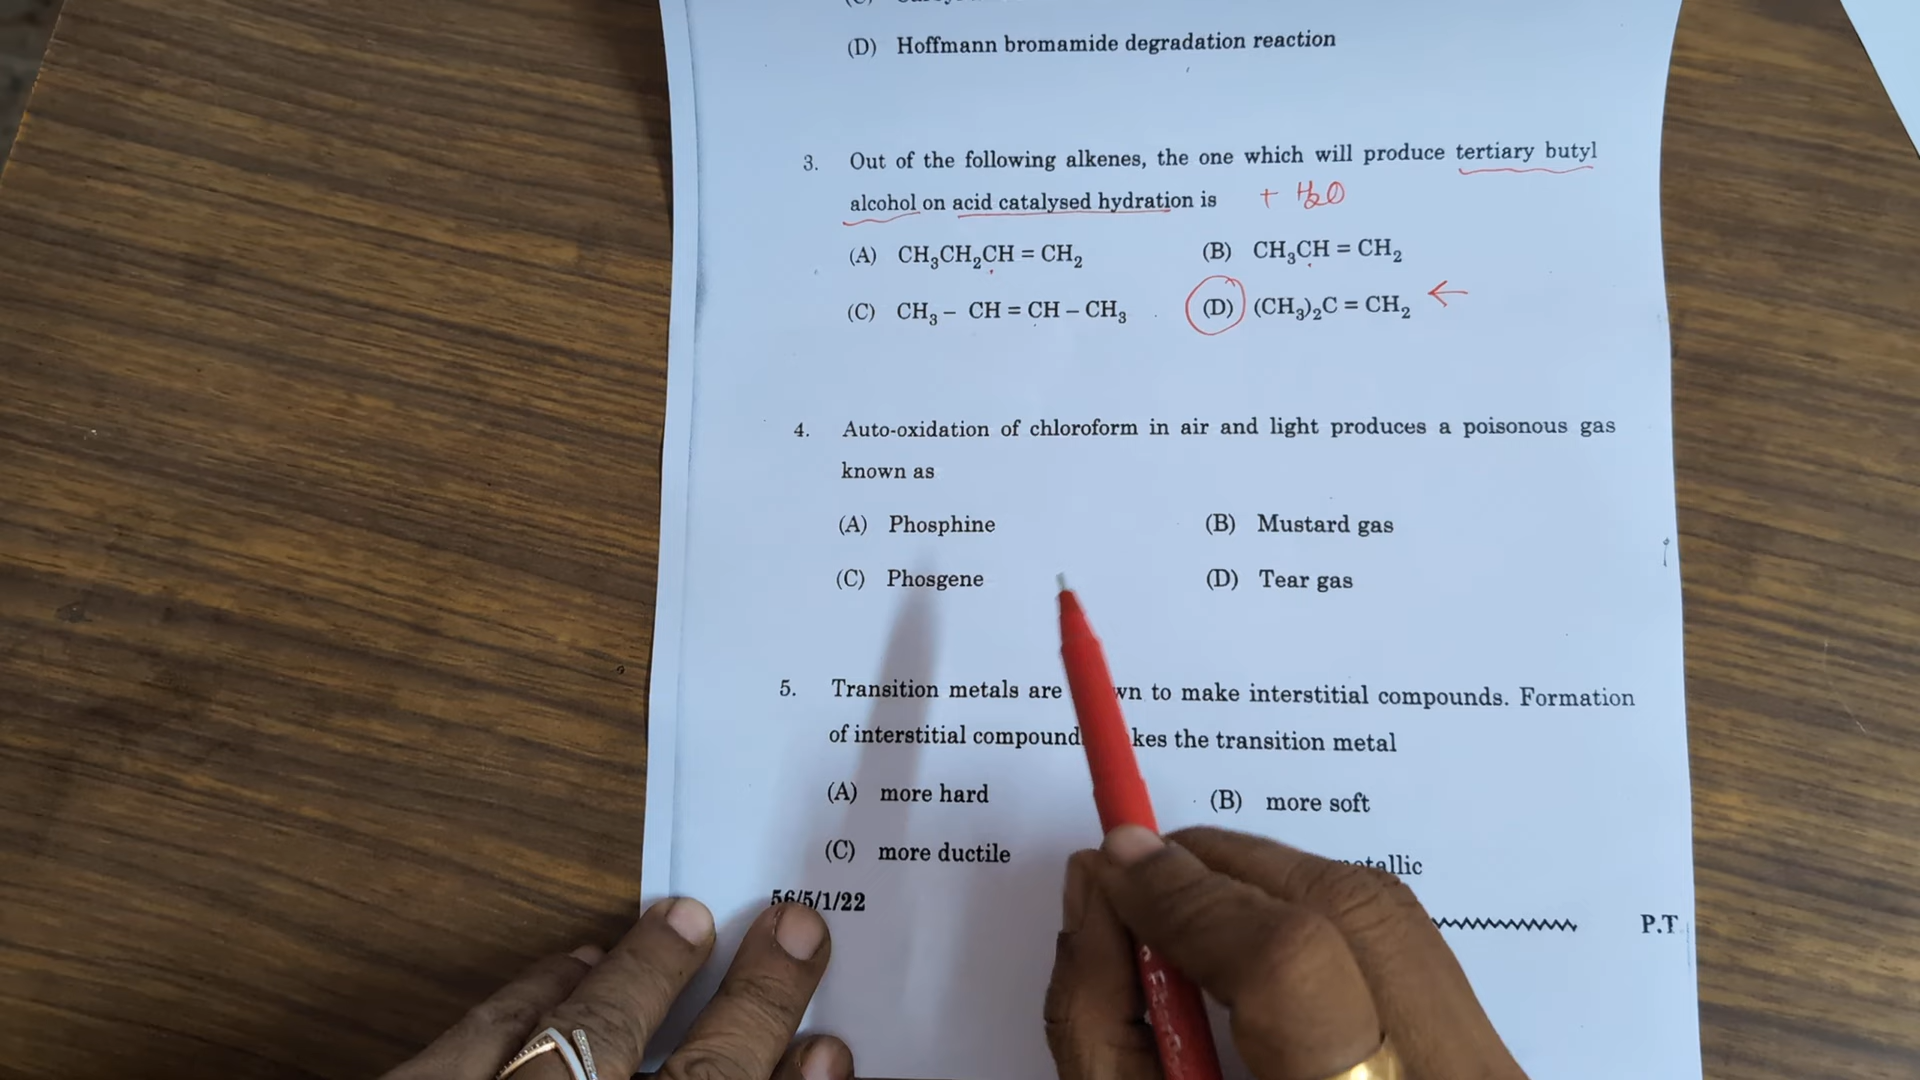 (D) Hoffmann bromamide degradation reaction
3. Out of the following alkenes, the one which will produce tertiary butyl
alcohol on acid catalysed hydration is + H2O
(A) CH₃CH₂CH = CH₂ (B) CH₃CH = CH₂
(C) CH₃ – CH = CH – CH₃ (D) (CH₃)₂C = CH₂ ←
4. Auto-oxidation of chloroform in air and light produces a poisonous gas
known as
(A) Phosphine (B) Mustard gas
(C) Phosgene (D) Tear gas
5. Transition metals are wn to make interstitial compounds. Formation
of interstitial compound kes the transition metal
(A) more hard (B) more soft
(C) more ductile etallic
56/5/1/22
P.T